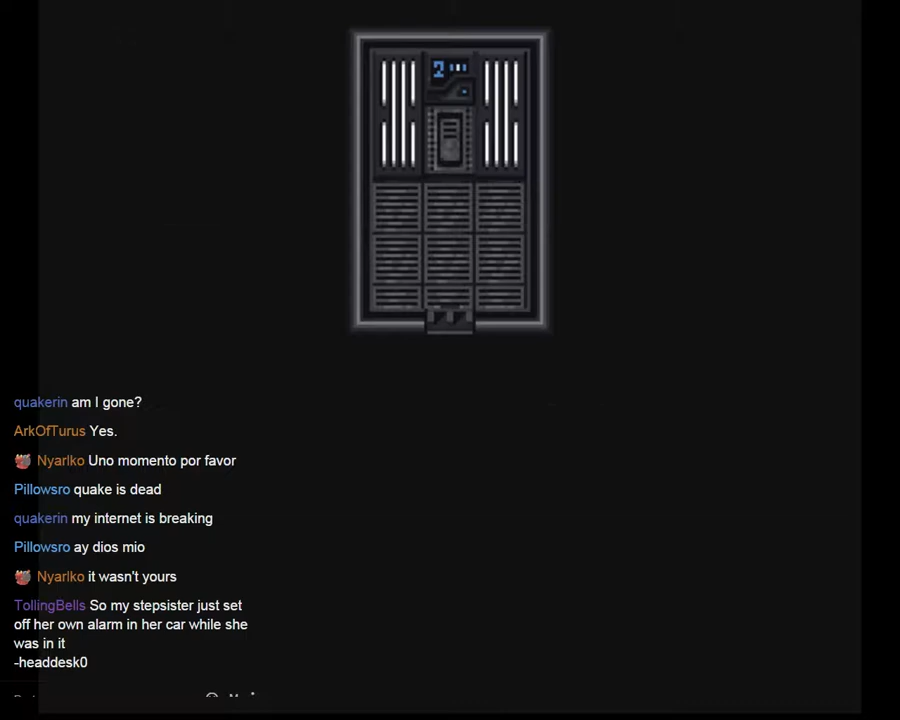 2
quakerin am I gone?
ArkOfTurus Yes.
Nyarlko Uno momento por favor
Pillowsro quake is dead
quakerin my internet is breaking
Pillowsro ay dios mio
Nyarlko it wasn't yours
TollingBells So my stepsister just set
off her own alarm in her car while she
was in it
-headdesk0